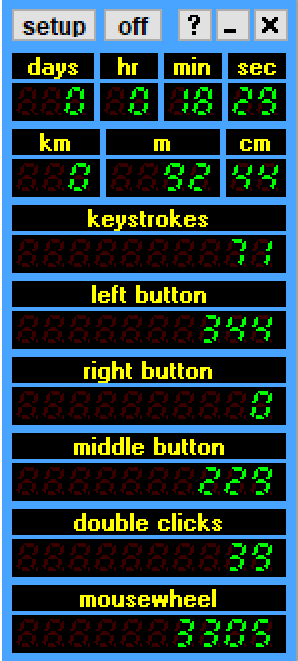 setup off ? - x
days hr min sec
0 0 18 29
km m cm
0 92 44
keystrokes
71
left button
344
right button
0
middle button
229
double clicks
39
mousewheel
3305